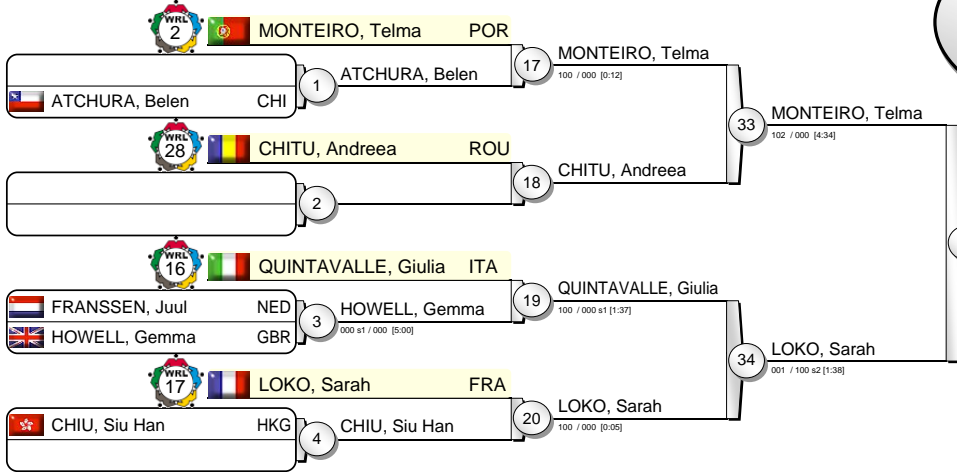 WRL 2 MONTEIRO, Telma POR
17 MONTEIRO, Telma
100 / 000 [0:12]
1 ATCHURA, Belen
ATCHURA, Belen CHI
33 MONTEIRO, Telma
102 / 000 [4:34]
WRL 28 CHITU, Andreea ROU
18 CHITU, Andreea
2
WRL 16 QUINTAVALLE, Giulia ITA
19 QUINTAVALLE, Giulia
100 / 000 s1 [1:37]
FRANSSEN, Juul NED
3 HOWELL, Gemma
000 s1 / 000 [5:00]
HOWELL, Gemma GBR
34 LOKO, Sarah
001 / 100 s2 [1:38]
WRL 17 LOKO, Sarah FRA
20 LOKO, Sarah
100 / 000 [0:05]
CHIU, Siu Han HKG
4 CHIU, Siu Han